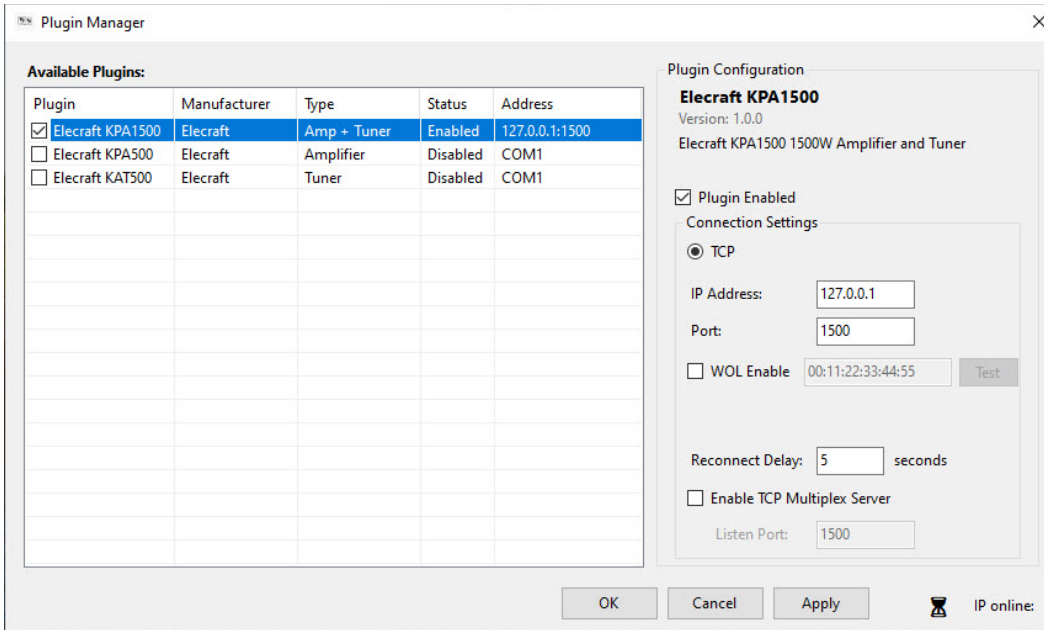 Plugin Manager
Available Plugins:
Plugin Manufacturer Type Status Address
Elecraft KPA1500 Elecraft Amp + Tuner Enabled 127.0.0.1:1500
Elecraft KPA500 Elecraft Amplifier Disabled COM1
Elecraft KAT500 Elecraft Tuner Disabled COM1
Plugin Configuration
Elecraft KPA1500
Version: 1.0.0
Elecraft KPA1500 1500W Amplifier and Tuner
Plugin Enabled
Connection Settings
TCP
IP Address: 127.0.0.1
Port: 1500
WOL Enable 00:11:22:33:44:55 Test
Reconnect Delay: 5 seconds
Enable TCP Multiplex Server
Listen Port: 1500
OK Cancel Apply IP online: